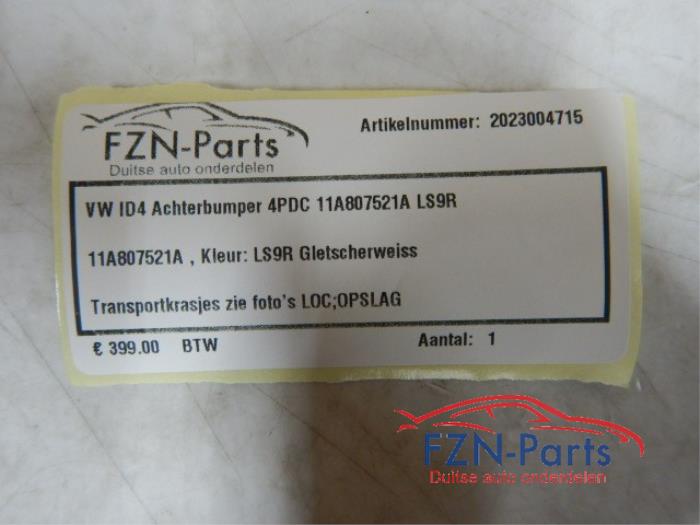 FZN-Parts
Duitse auto onderdelen
Artikelnummer: 2023004715
VW ID4 Achterbumper 4PDC 11A807521A LS9R
11A807521A , Kleur: LS9R Gletscherweiss
Transportkrasjes zie foto's LOC;OPSLAG
€ 399.00 BTW Aantal: 1
FZN-Parts
Duitse auto onderdelen